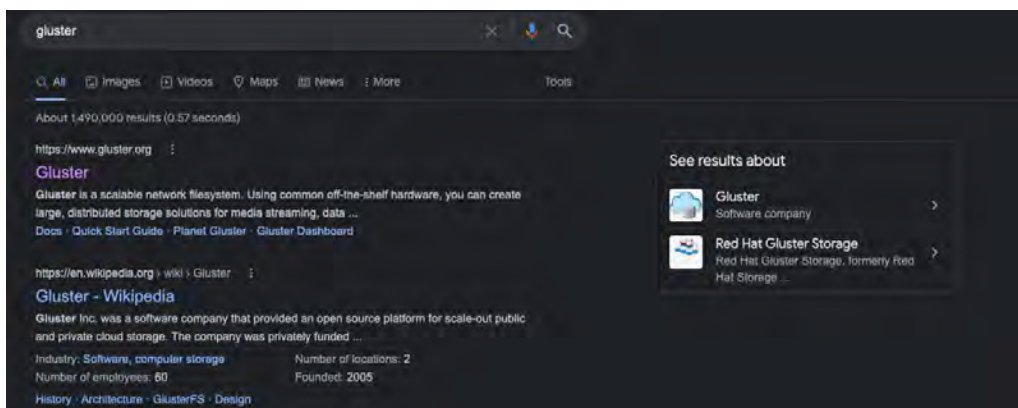 gluster
All Images Videos Maps News More Tools
About 1,490,000 results (0.57 seconds)
https://www.gluster.org
Gluster
Gluster is a scalable network filesystem. Using common off-the-shelf hardware, you can create
large, distributed storage solutions for media streaming, data ...
Docs · Quick Start Guide · Planet Gluster · Gluster Dashboard
https://en.wikipedia.org › wiki › Gluster
Gluster - Wikipedia
Gluster Inc. was a software company that provided an open source platform for scale-out public
and private cloud storage. The company was privately funded ...
Industry: Software, computer storage Number of locations: 2
Number of employees: 60 Founded: 2005
History · Architecture · GlusterFS · Design
See results about
Gluster
Software company
Red Hat Gluster Storage
Red Hat Gluster Storage, formerly Red
Hat Storage ...